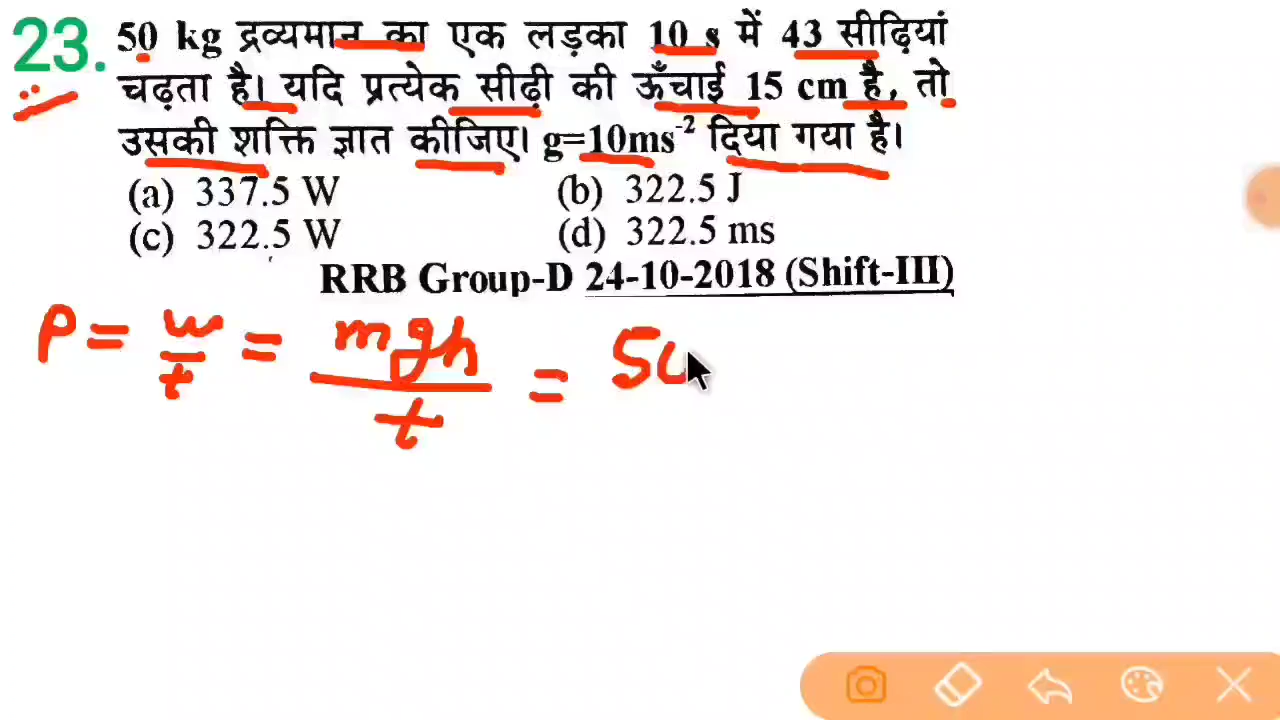 23. 50 kg द्रव्यमान का एक लड़का 10 s में 43 सीढ़ियां
चढ़ता है। यदि प्रत्येक सीढ़ी की ऊँचाई 15 cm है, तो
उसकी शक्ति ज्ञात कीजिए। g=10ms⁻² दिया गया है।
(a) 337.5 W (b) 322.5 J
(c) 322.5 W (d) 322.5 ms
RRB Group-D 24-10-2018 (Shift-III)
P = w/t = mgh/t = 50